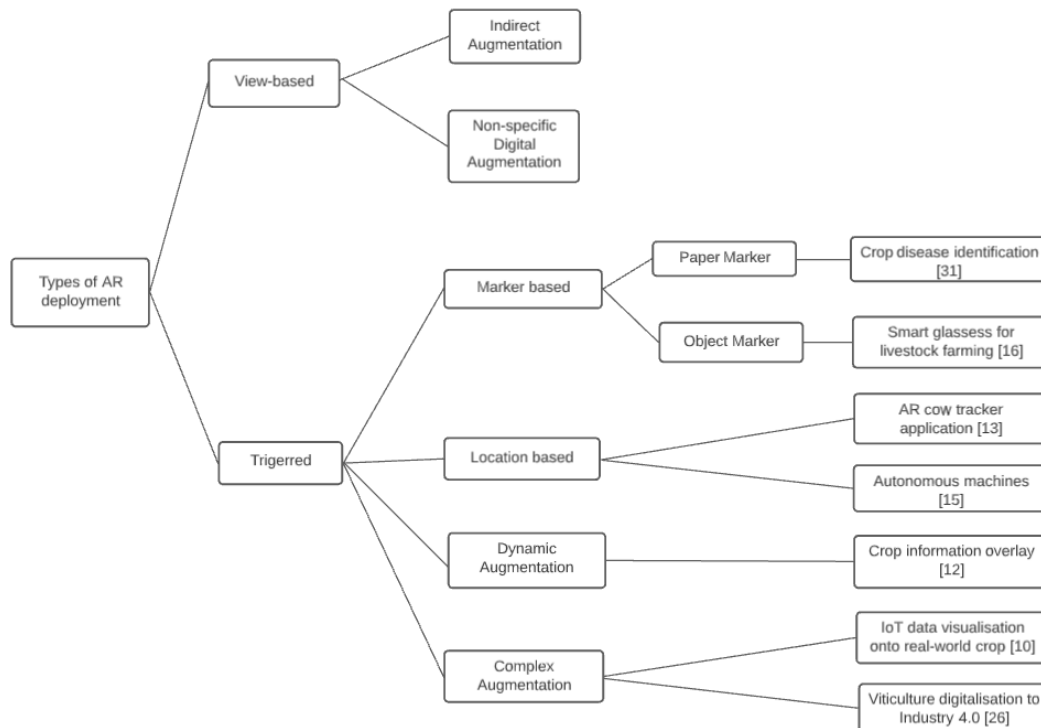 Indirect
Augmentation
View-based
Non-specific
Digital
Augmentation
Types of AR
deployment
Paper Marker
Crop disease identification
[31]
Marker based
Object Marker
Smart glassess for
livestock farming [16]
Trigerred
Location based
AR cow tracker
application [13]
Autonomous machines
[15]
Dynamic
Augmentation
Crop information overlay
[12]
Complex
Augmentation
IoT data visualisation
onto real-world crop [10]
Viticulture digitalisation to
Industry 4.0 [26]